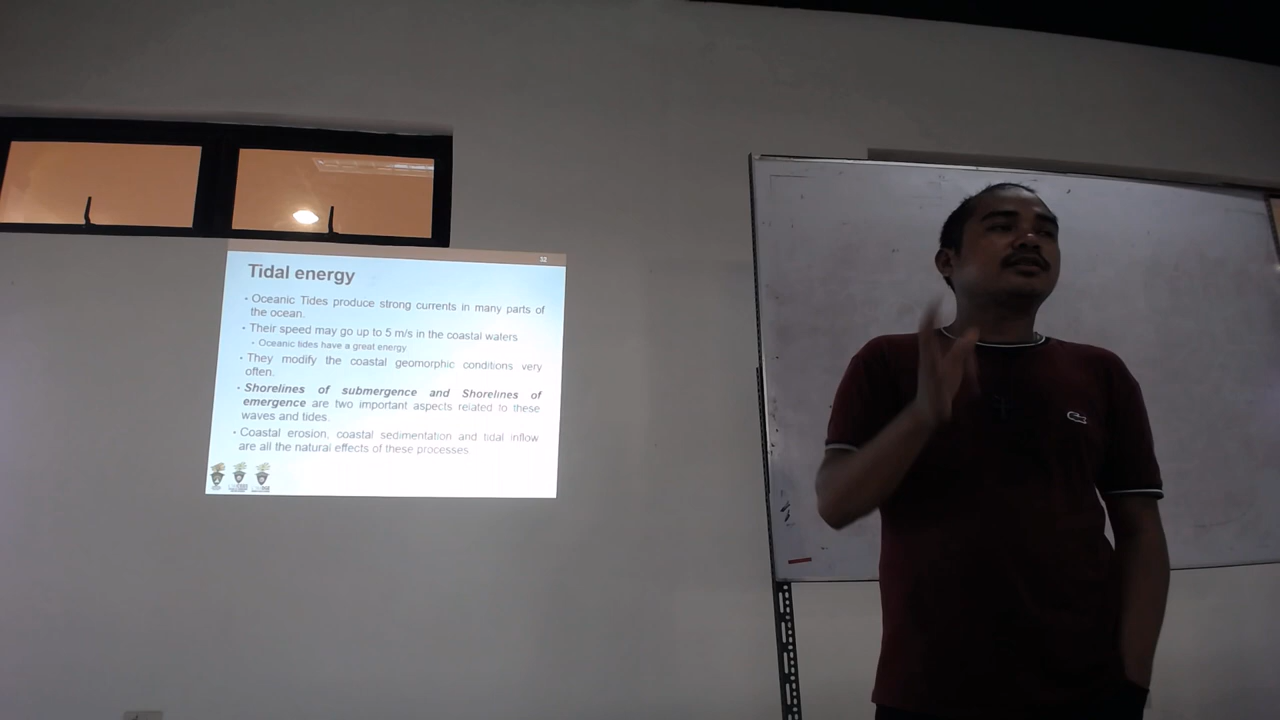 32
Tidal energy
• Oceanic Tides produce strong currents in many parts of
the ocean.
• Their speed may go up to 5 m/s in the coastal waters
• Oceanic tides have a great energy
• They modify the coastal geomorphic conditions very
often.
• Shorelines of submergence and Shorelines of
emergence are two important aspects related to these
waves and tides.
• Coastal erosion, coastal sedimentation and tidal inflow
are all the natural effects of these processes